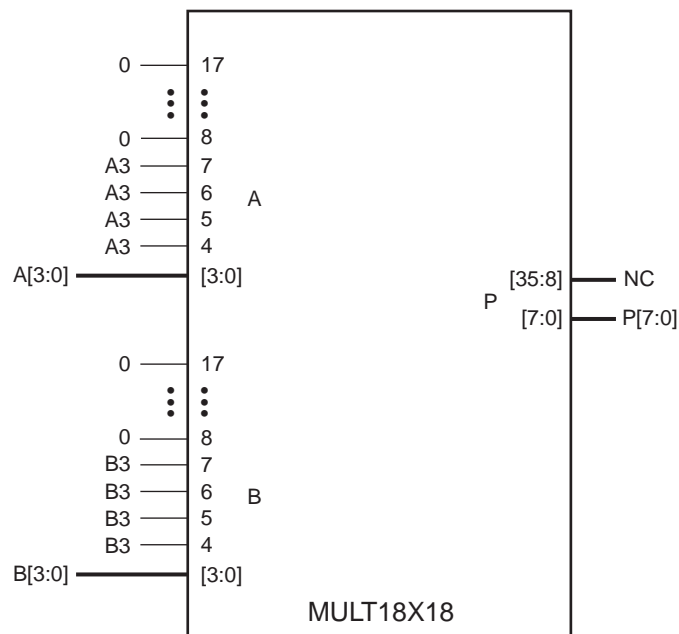 0 17
0 8
A3 7
A3 6
A
A3 5
A3 4
A[3:0] [3:0]
[35:8] NC
P
[7:0] P[7:0]
0 17
0 8
B3 7
B3 6
B
B3 5
B3 4
B[3:0] [3:0]
MULT18X18